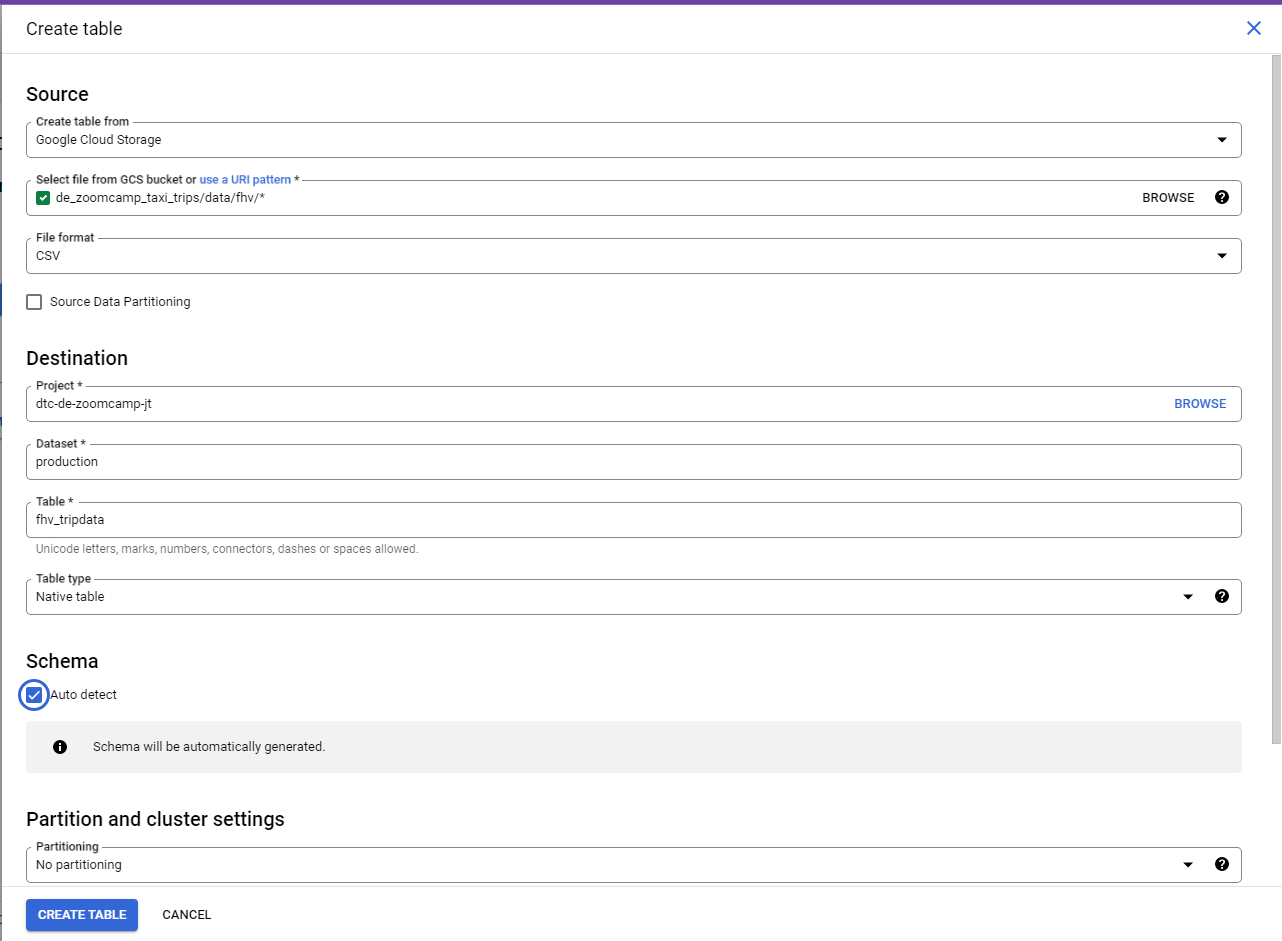 Create table
Source
Create table from
Google Cloud Storage
Select file from GCS bucket or use a URI pattern *
de_zoomcamp_taxi_trips/data/fhv/*
BROWSE
File format
CSV
Source Data Partitioning
Destination
Project *
dtc-de-zoomcamp-jt
BROWSE
Dataset *
production
Table *
fhv_tripdata
Unicode letters, marks, numbers, connectors, dashes or spaces allowed.
Table type
Native table
Schema
Auto detect
Schema will be automatically generated.
Partition and cluster settings
Partitioning
No partitioning
CREATE TABLE
CANCEL